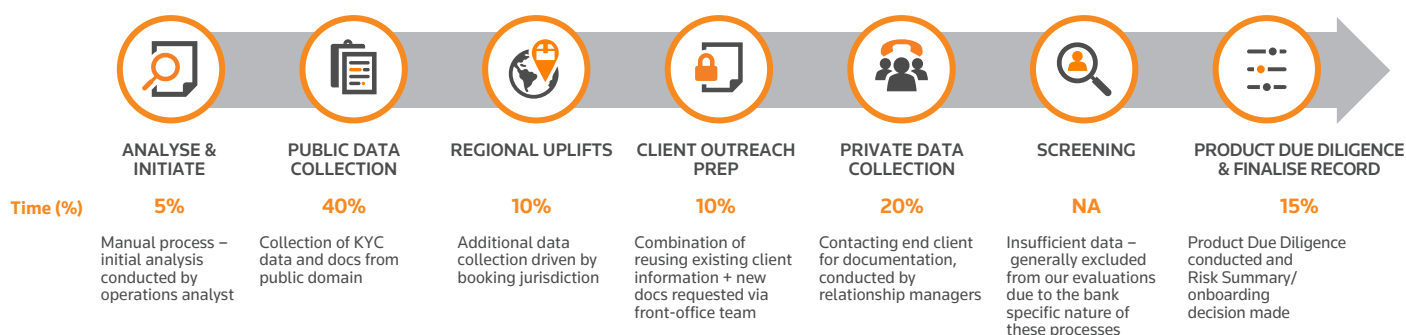 ANALYSE &
INITIATE
PUBLIC DATA
COLLECTION
REGIONAL UPLIFTS
CLIENT OUTREACH
PREP
PRIVATE DATA
COLLECTION
SCREENING
PRODUCT DUE DILIGENCE
& FINALISE RECORD
Time (%)
5%
40%
10%
10%
20%
NA
15%
Manual process –
initial analysis
conducted by
operations analyst
Collection of KYC
data and docs from
public domain
Additional data
collection driven by
booking jurisdiction
Combination of
reusing existing client
information + new
docs requested via
front-office team
Contacting end client
for documentation,
conducted by
relationship managers
Insufficient data –
generally excluded
from our evaluations
due to the bank
specific nature of
these processes
Product Due Diligence
conducted and
Risk Summary/
onboarding
decision made